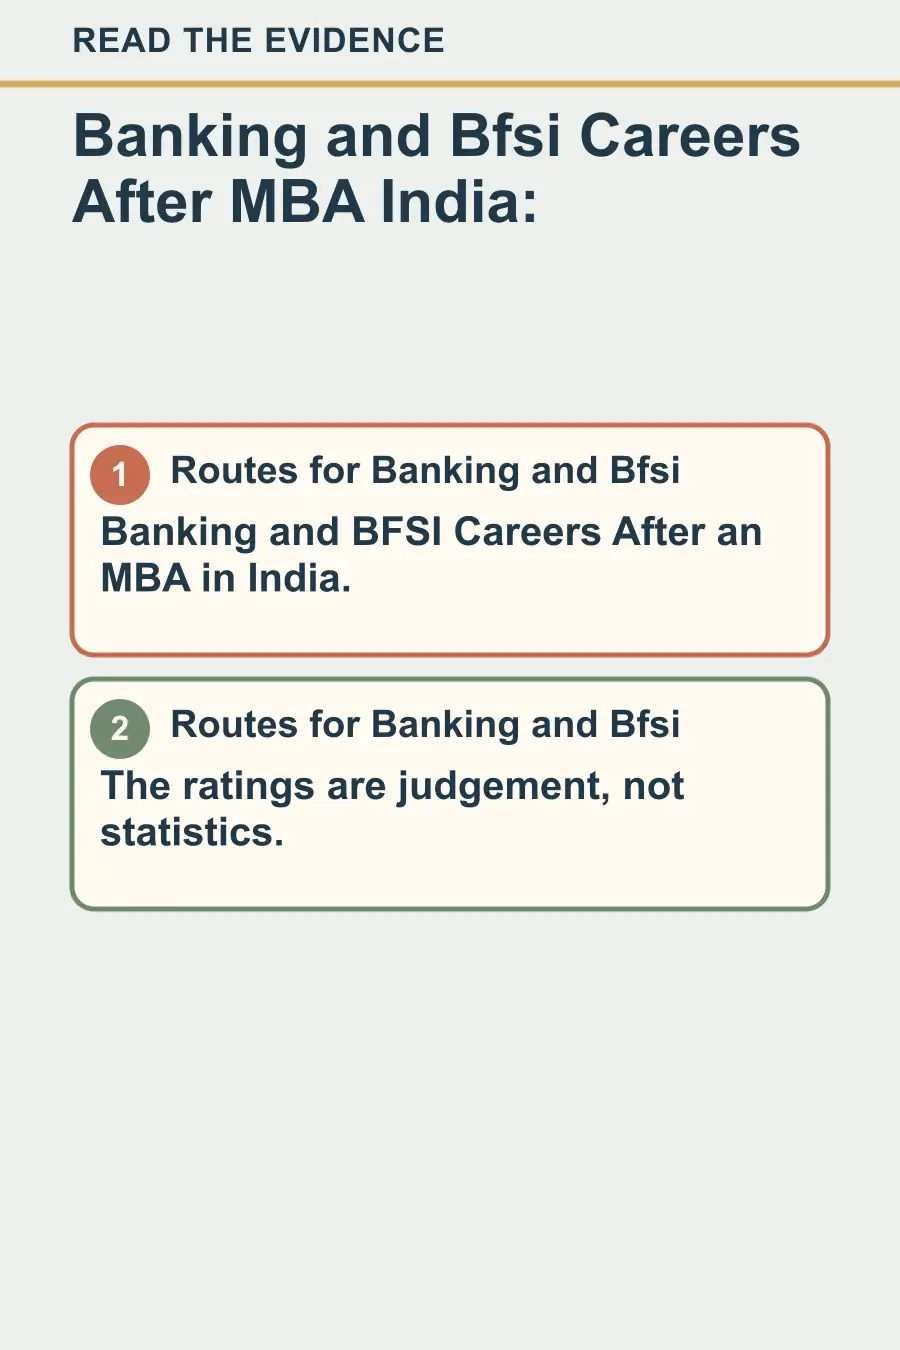 READ THE EVIDENCE
Banking and Bfsi Careers
After MBA India:
1 Routes for Banking and Bfsi
Banking and BFSI Careers After an
MBA in India.
2 Routes for Banking and Bfsi
The ratings are judgement, not
statistics.